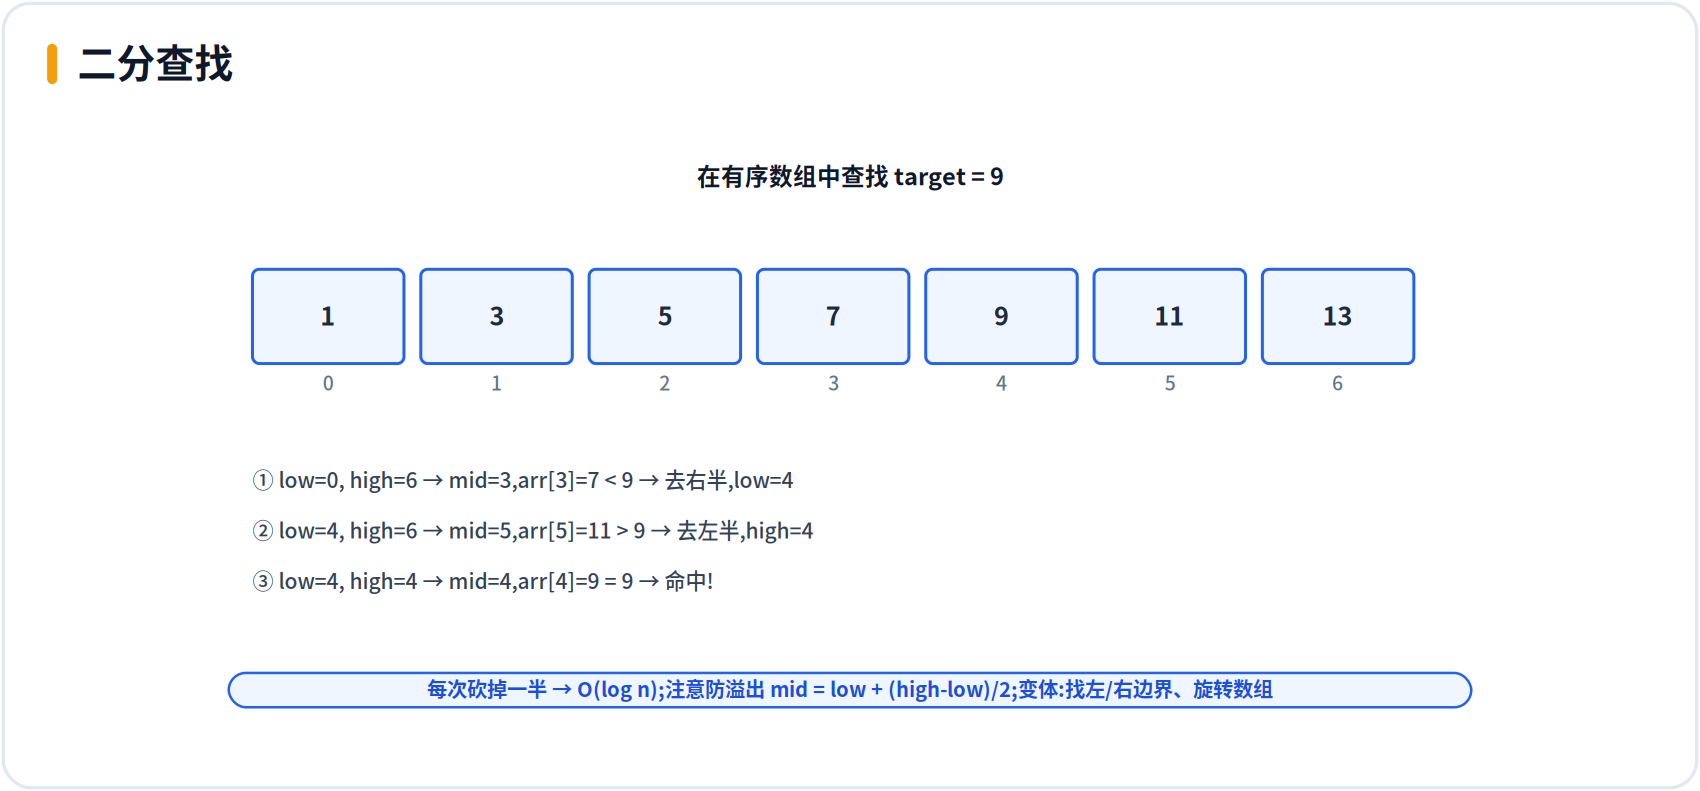 二分查找
在有序数组中查找 target = 9
1 3 5 7 9 11 13
0 1 2 3 4 5 6
① low=0, high=6 → mid=3,arr[3]=7 < 9 → 去右半,low=4
② low=4, high=6 → mid=5,arr[5]=11 > 9 → 去左半,high=4
③ low=4, high=4 → mid=4,arr[4]=9 = 9 → 命中!
每次砍掉一半 → O(log n);注意防溢出 mid = low + (high-low)/2;变体:找左/右边界、旋转数组